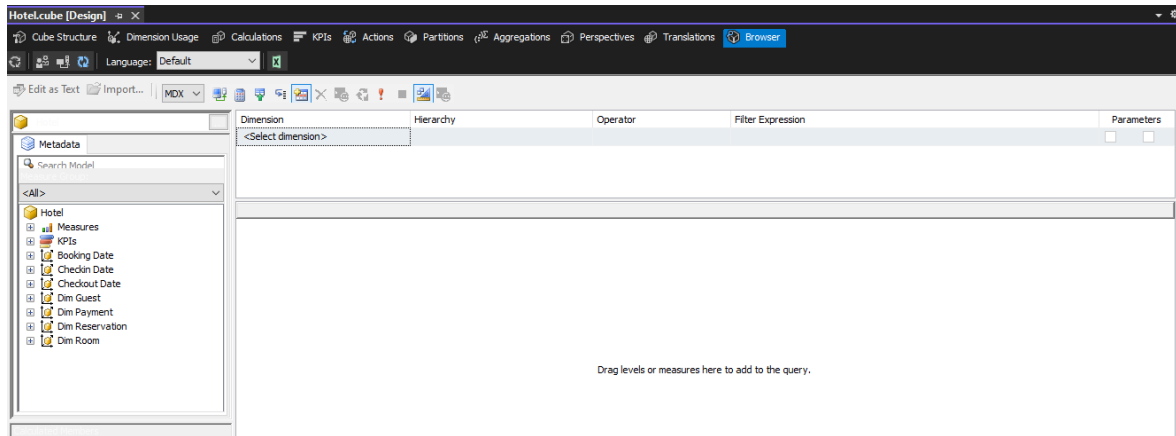 Hotel.cube [Design]
Cube Structure Dimension Usage Calculations KPIs Actions Partitions Aggregations Perspectives Translations Browser
Language: Default
Edit as Text Import... MDX
Dimension Hierarchy Operator Filter Expression Parameters
<Select dimension>
Metadata
Search Model
<All>
Hotel
Measures
KPIs
Booking Date
Checkin Date
Checkout Date
Dim Guest
Dim Payment
Dim Reservation
Dim Room
Drag levels or measures here to add to the query.